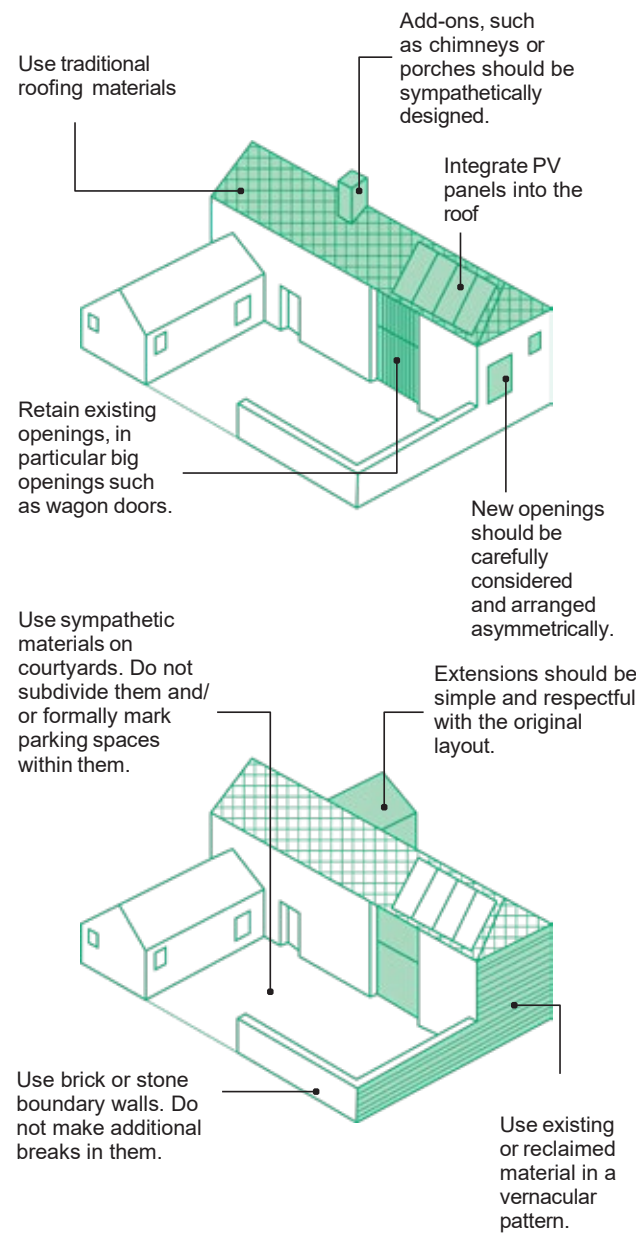 Add-ons, such
as chimneys or
porches should be
sympathetically
designed.
Use traditional
roofing materials
Integrate PV
panels into the
roof
Retain existing
openings, in
particular big
openings such
as wagon doors.
New openings
should be
carefully
considered
and arranged
asymmetrically.
Use sympathetic
materials on
courtyards. Do not
subdivide them and/
or formally mark
parking spaces
within them.
Extensions should be
simple and respectful
with the original
layout.
Use brick or stone
boundary walls. Do
not make additional
breaks in them.
Use existing
or reclaimed
material in a
vernacular
pattern.